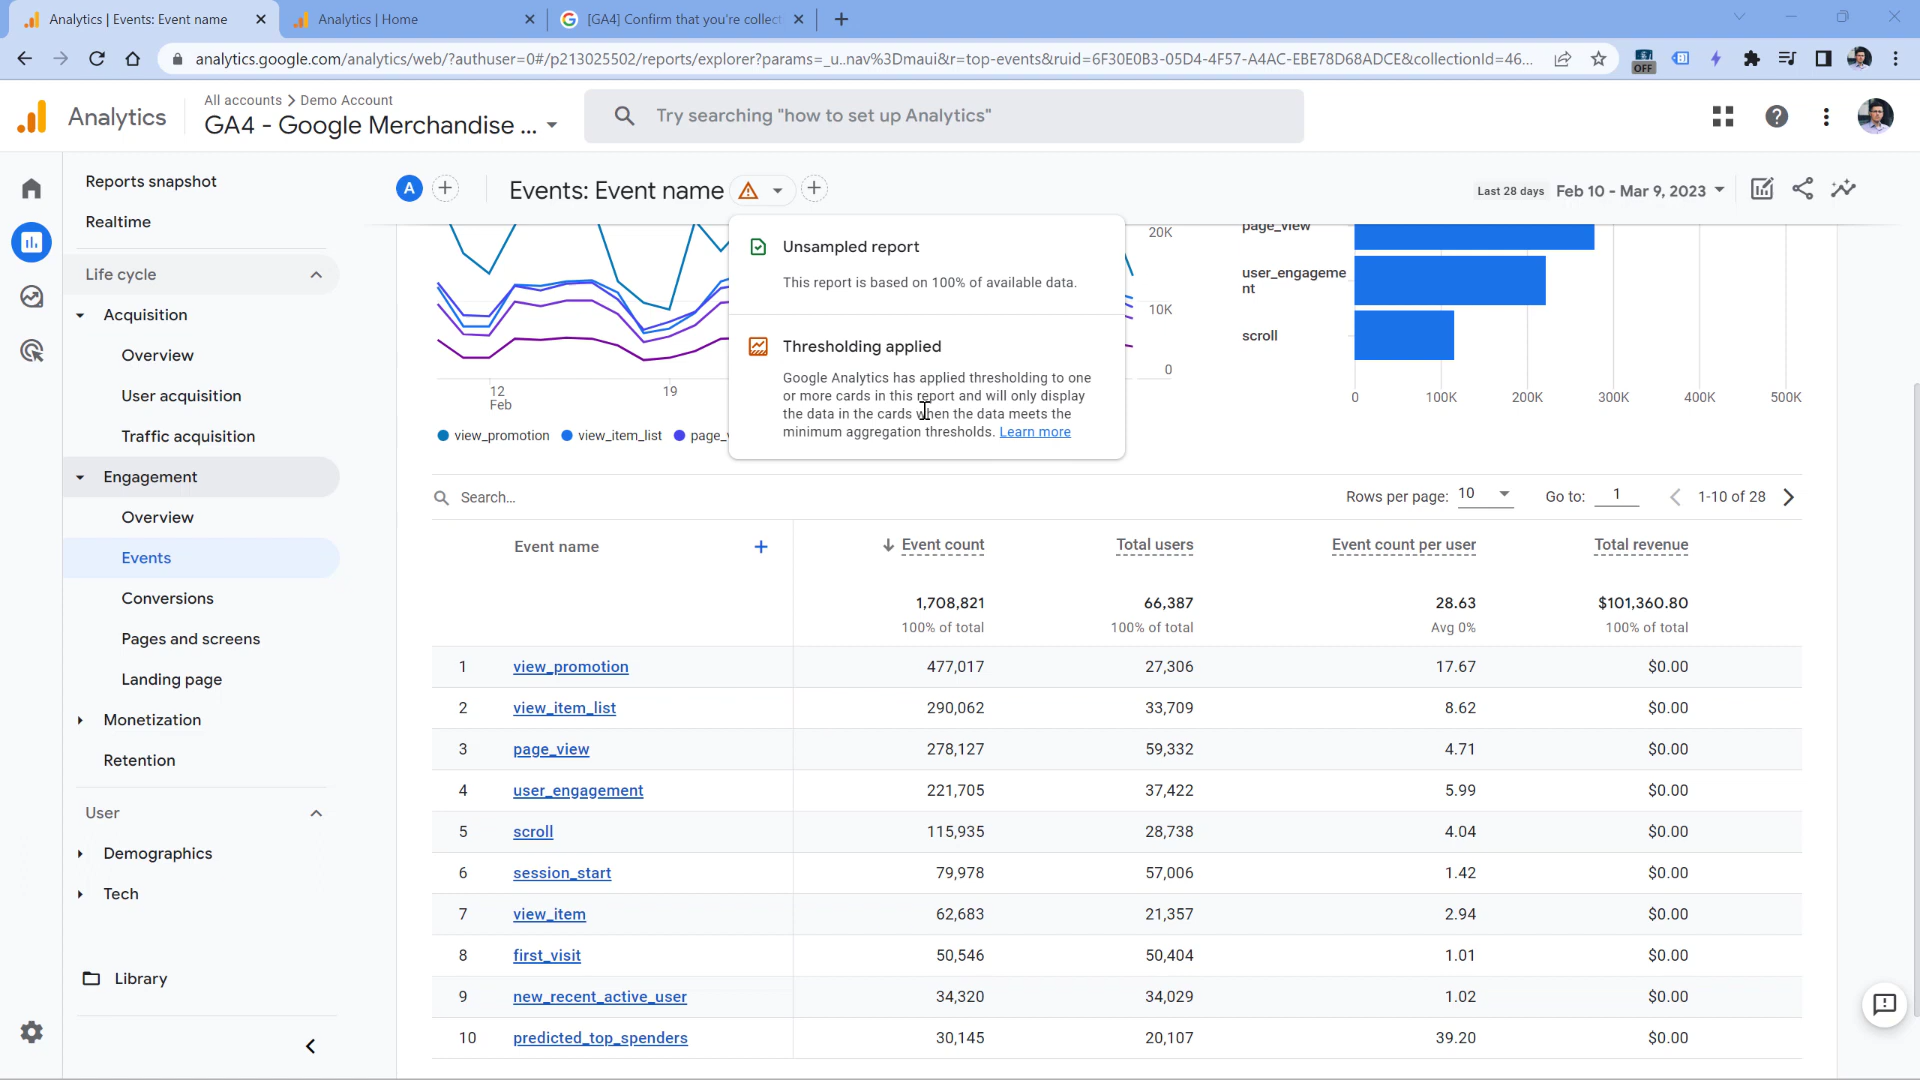 Analytics | Events: Event name
Analytics | Home
[GA4] Confirm that you're collect
analytics.google.com/analytics/web/?authuser=0#/p213025502/reports/explorer?params=_u..nav%3Dmaui&r=top-events&ruid=6F30E0B3-05D4-4F57-A4AC-EBE78D68ADCE&collectionId=46...
OFF
Analytics
All accounts > Demo Account
GA4 - Google Merchandise ...
Try searching "how to set up Analytics"
Reports snapshot
Realtime
Life cycle
Acquisition
Overview
User acquisition
Traffic acquisition
Engagement
Overview
Events
Conversions
Pages and screens
Landing page
Monetization
Retention
User
Demographics
Tech
Library
A
Events: Event name
Last 28 days Feb 10 - Mar 9, 2023
Unsampled report
This report is based on 100% of available data.
Thresholding applied
Google Analytics has applied thresholding to one
or more cards in this report and will only display
the data in the cards when the data meets the
minimum aggregation thresholds. Learn more
20K
10K
0
12
Feb
19
view_promotion view_item_list page_v
page_view
user_engageme
nt
scroll
0 100K 200K 300K 400K 500K
Search...
Rows per page: 10 Go to: 1 1-10 of 28
Event name Event count Total users Event count per user Total revenue
1,708,821 66,387 28.63 $101,360.80
100% of total 100% of total Avg 0% 100% of total
1 view_promotion 477,017 27,306 17.67 $0.00
2 view_item_list 290,062 33,709 8.62 $0.00
3 page_view 278,127 59,332 4.71 $0.00
4 user_engagement 221,705 37,422 5.99 $0.00
5 scroll 115,935 28,738 4.04 $0.00
6 session_start 79,978 57,006 1.42 $0.00
7 view_item 62,683 21,357 2.94 $0.00
8 first_visit 50,546 50,404 1.01 $0.00
9 new_recent_active_user 34,320 34,029 1.02 $0.00
10 predicted_top_spenders 30,145 20,107 39.20 $0.00